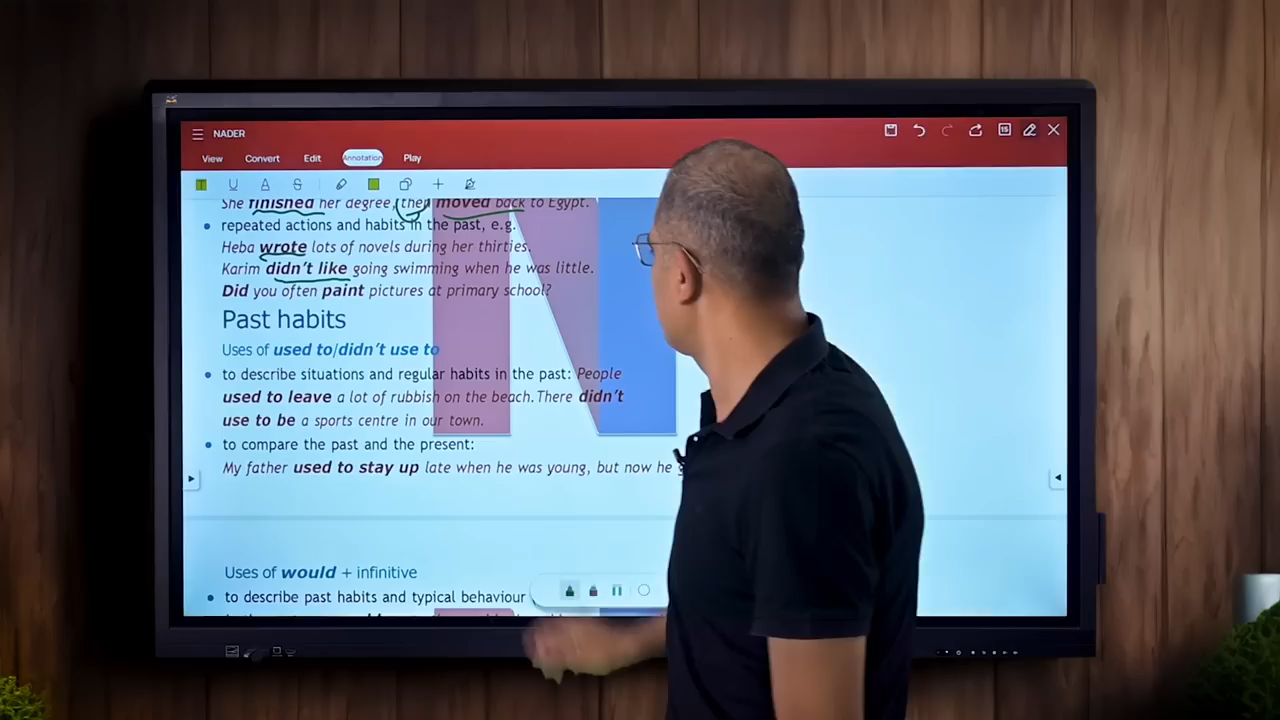 NADER
View Convert Edit Annotation Play
She finished her degree, then moved back to Egypt.
• repeated actions and habits in the past, e.g.
Heba wrote lots of novels during her thirties.
Karim didn't like going swimming when he was little.
Did you often paint pictures at primary school?
Past habits
Uses of used to/didn't use to
• to describe situations and regular habits in the past: People
used to leave a lot of rubbish on the beach. There didn't
use to be a sports centre in our town.
• to compare the past and the present:
My father used to stay up late when he was young, but now he
Uses of would + infinitive
• to describe past habits and typical behaviour